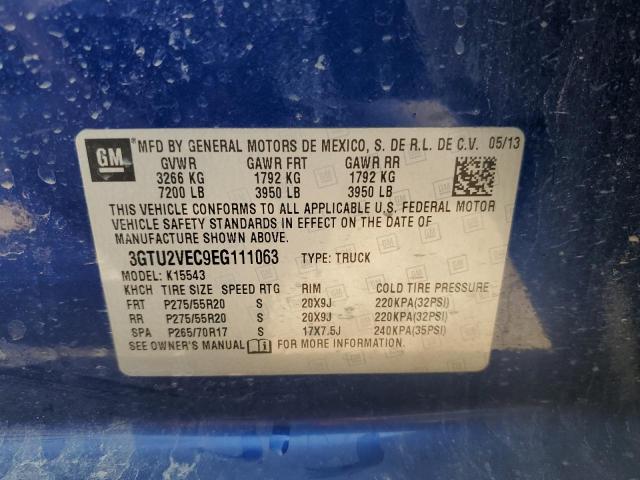 GM
MFD BY GENERAL MOTORS DE MEXICO, S. DE R.L. DE C.V. 05/13
GVWR GAWR FRT GAWR RR
3266 KG 1792 KG 1792 KG
7200 LB 3950 LB 3950 LB
THIS VEHICLE CONFORMS TO ALL APPLICABLE U.S. FEDERAL MOTOR
VEHICLE SAFETY STANDARDS IN EFFECT ON THE DATE OF
MANUFACTURE SHOWN ABOVE.
3GTU2VEC9EG111063 TYPE: TRUCK
MODEL: K15543
KHCH TIRE SIZE SPEED RTG RIM COLD TIRE PRESSURE
FRT P275/55R20 S 20X9J 220KPA(32PSI)
RR P275/55R20 S 20X9J 220KPA(32PSI)
SPA P265/70R17 S 17X7.5J 240KPA(35PSI)
SEE OWNER'S MANUAL FOR MORE INFORMATION.